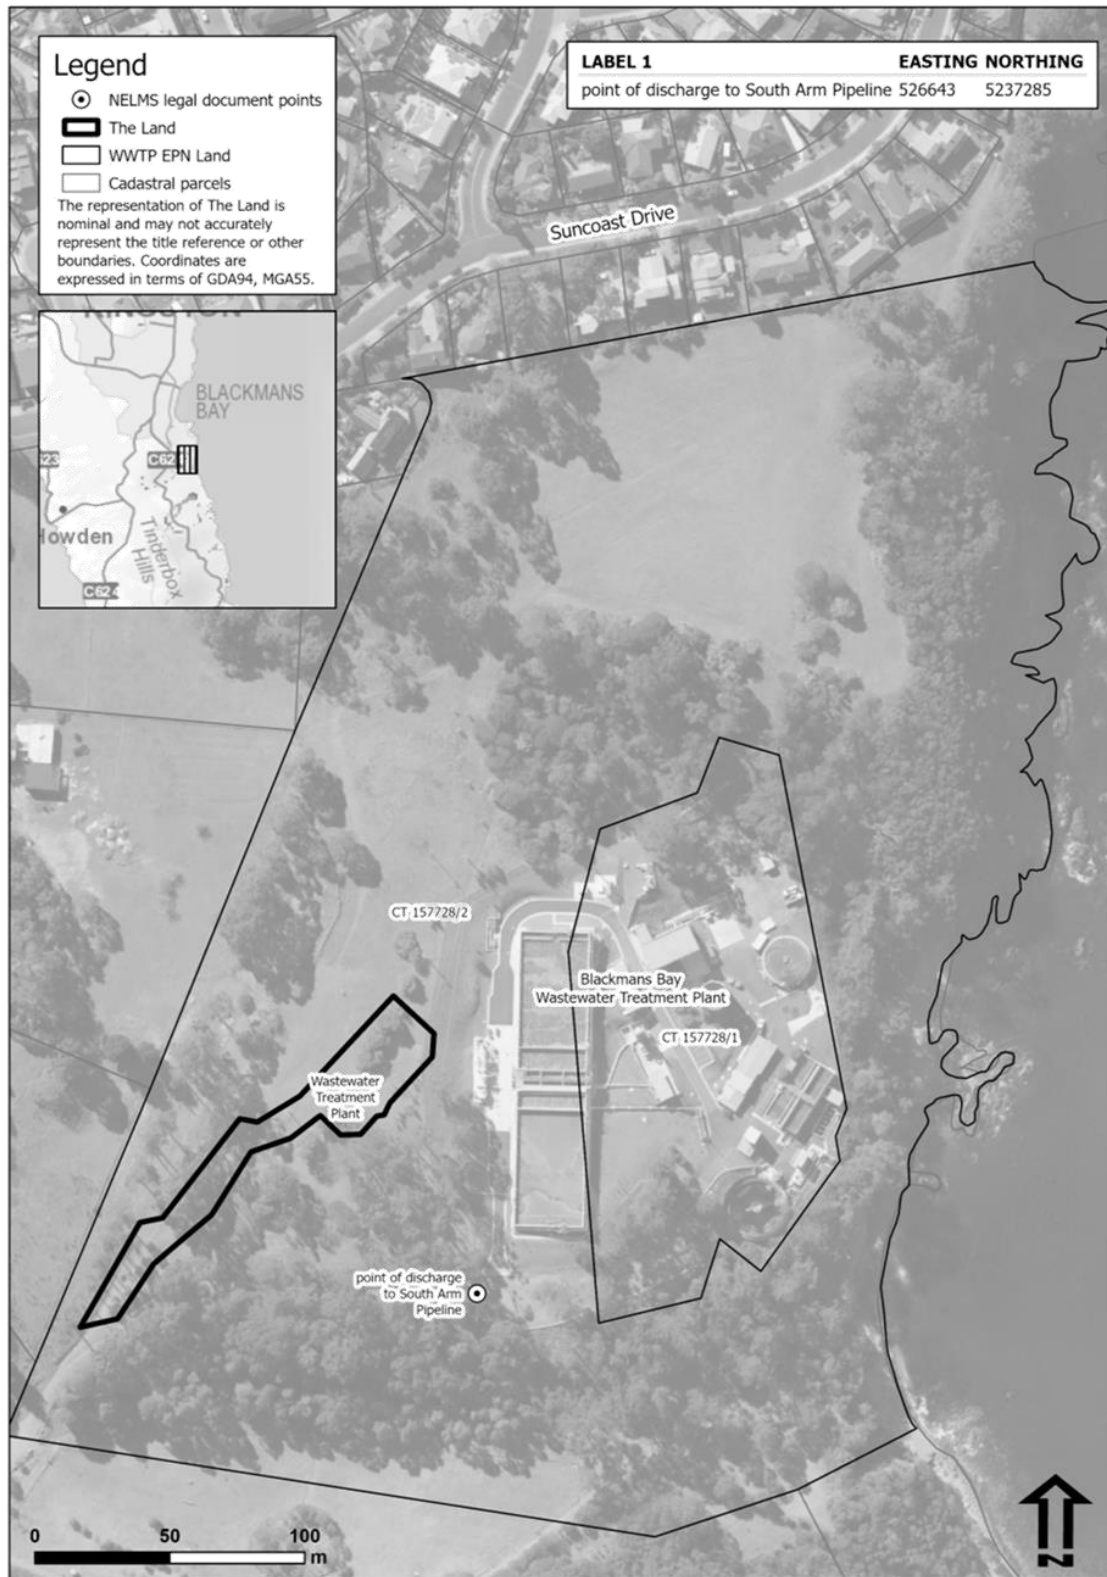 Legend
NELMS legal document points
The Land
WWTP EPN Land
Cadastral parcels
The representation of The Land is
nominal and may not accurately
represent the title reference or other
boundaries. Coordinates are
expressed in terms of GDA94, MGA55.
LABEL 1 EASTING NORTHING
point of discharge to South Arm Pipeline 526643 5237285
Suncoast Drive
BLACKMANS
BAY
Tinderbox
Hills
C624
CT 157728/2
Blackmans Bay
Wastewater Treatment Plant
CT 157728/1
Wastewater
Treatment
Plant
point of discharge
to South Arm
Pipeline
0 50 100
m
N